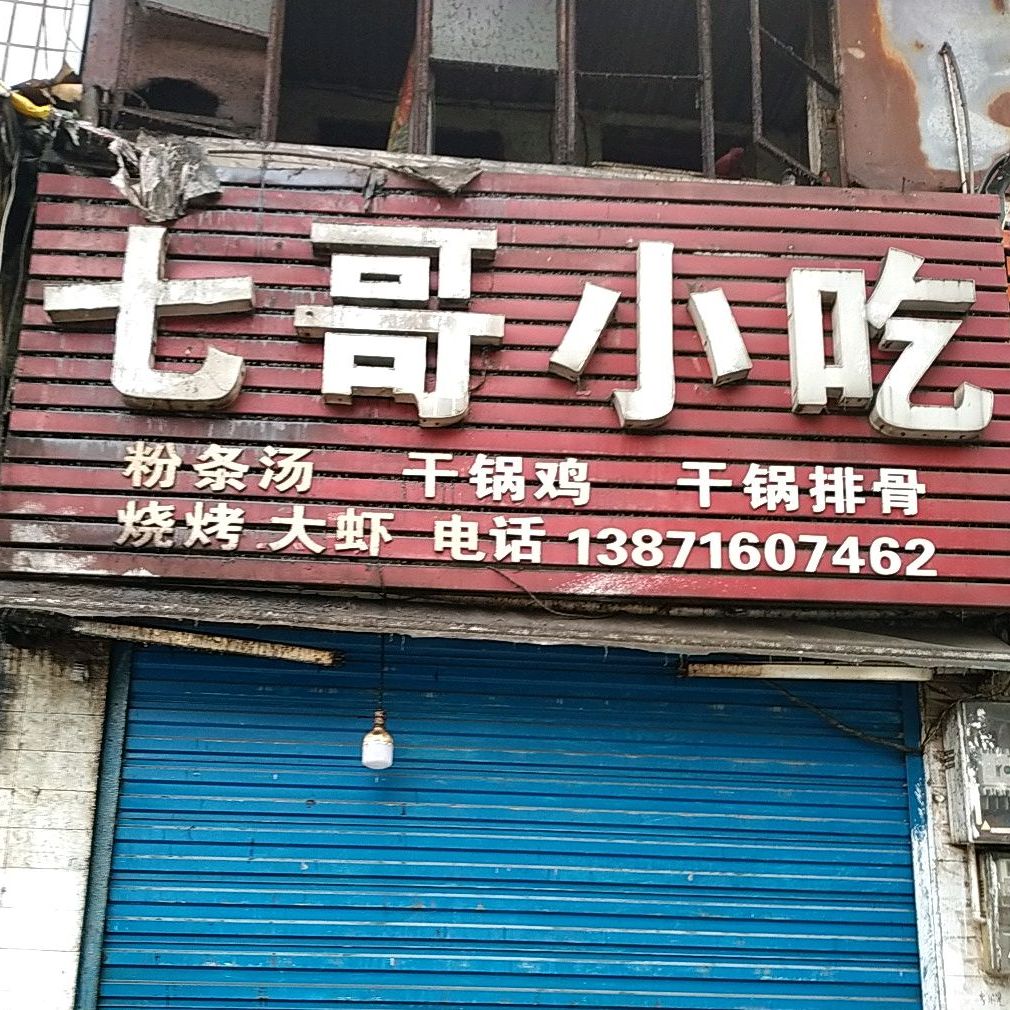 七哥小吃
粉条汤 干锅鸡 干锅排骨
烧烤 大虾 电话 13871607462